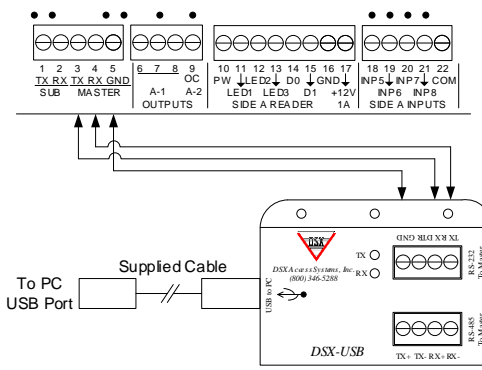 1 2 3 4 5 6 7 8 9 10 11 12 13 14 15 16 17 18 19 20 21 22
TX RX TX RX GND OC PW LED2 D0 GND INP5 INP7 COM
SUB MASTER A-1 A-2 LED1 LED3 D1 +12V INP6 INP8
OUTPUTS SIDE A READER 1A SIDE A INPUTS
TX RX DTR GND
RS-232
To Master
DSX
TX
RX
DSX Access Systems, Inc.
(800) 346-5288
USB to PC
Supplied Cable
To PC
USB Port
RS-485
To Master
DSX-USB
TX+ TX- RX+ RX-